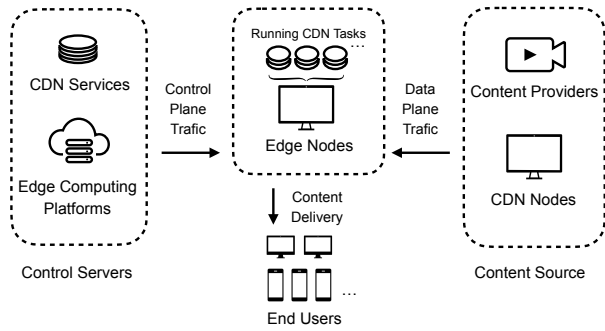 CDN Services
Edge Computing
Platforms
Control Servers
Control
Plane
Trafic
Running CDN Tasks
...
Edge Nodes
Content
Delivery
...
End Users
Data
Plane
Trafic
Content Providers
CDN Nodes
Content Source